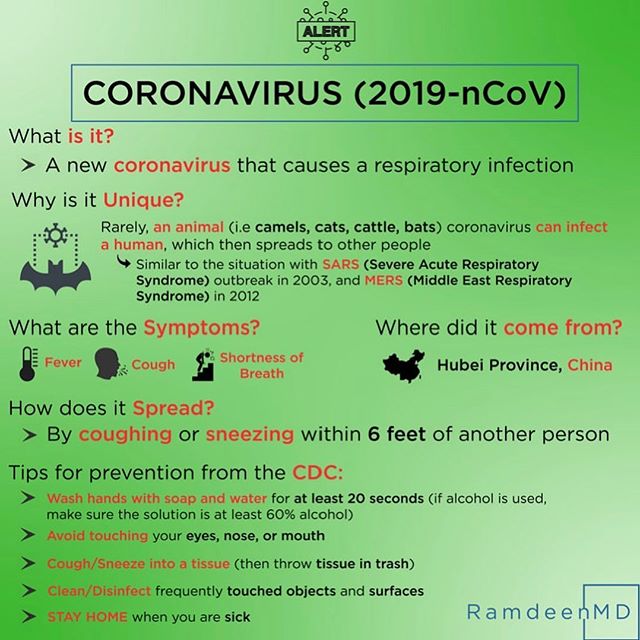 ALERT
CORONAVIRUS (2019-nCoV)
What is it?
➤ A new coronavirus that causes a respiratory infection
Why is it Unique?
Rarely, an animal (i.e camels, cats, cattle, bats) coronavirus can infect
a human, which then spreads to other people
Similar to the situation with SARS (Severe Acute Respiratory
Syndrome) outbreak in 2003, and MERS (Middle East Respiratory
Syndrome) in 2012
What are the Symptoms?
Fever
Cough
Shortness of
Breath
Where did it come from?
Hubei Province, China
How does it Spread?
➤ By coughing or sneezing within 6 feet of another person
Tips for prevention from the CDC:
➤ Wash hands with soap and water for at least 20 seconds (if alcohol is used,
make sure the solution is at least 60% alcohol)
➤ Avoid touching your eyes, nose, or mouth
➤ Cough/Sneeze into a tissue (then throw tissue in trash)
➤ Clean/Disinfect frequently touched objects and surfaces
➤ STAY HOME when you are sick
RamdeenMD